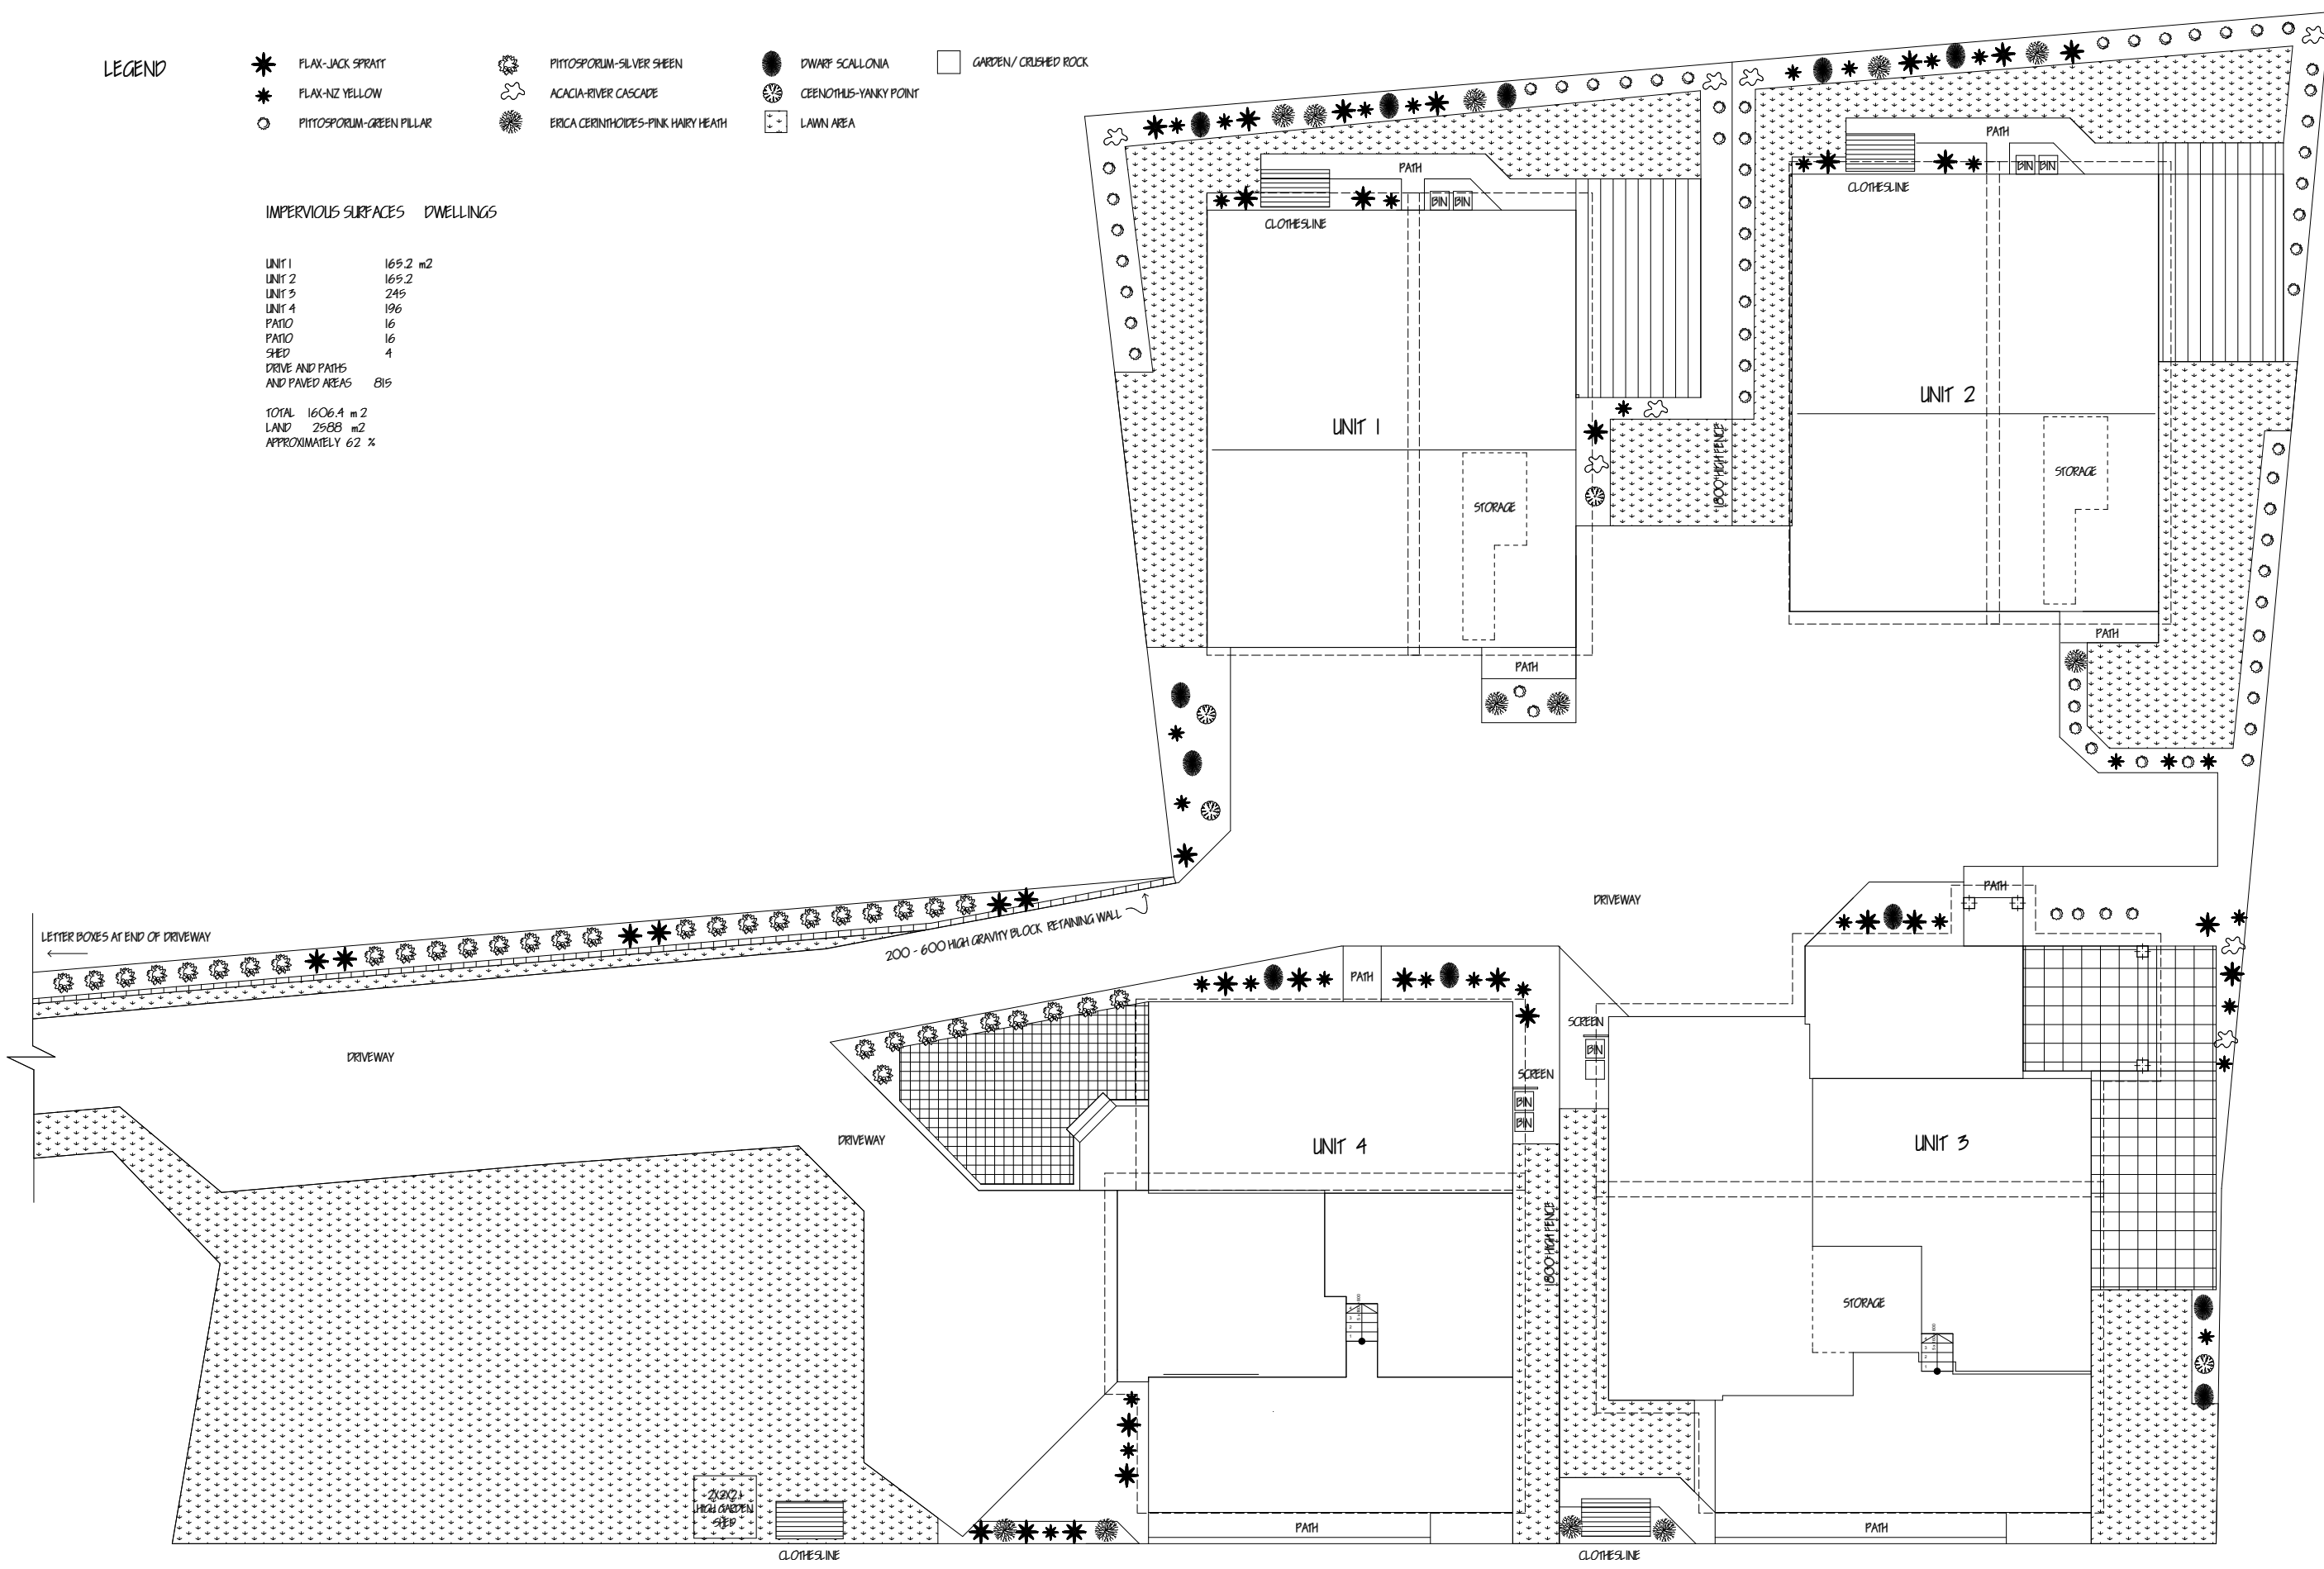 LEGEND
FLAX-JACK SPRATT
FLAX-NZ YELLOW
PITTOSPORUM-GREEN PILLAR
PITTOSPORUM-SILVER SHEEN
ACACIA-RIVER CASCADE
ERICA CERINTHOIDES-PINK HAIRY HEATH
DWARF SCALLONIA
CEENOTHUS-YANKY POINT
LAWN AREA
GARDEN/ CRUSHED ROCK
IMPERVIOUS SURFACES DWELLINGS
UNIT 1 165.2 m2
UNIT 2 165.2
UNIT 3 245
UNIT 4 196
PATIO 16
PATIO 16
SHED 4
DRIVE AND PATHS
AND PAVED AREAS 815
TOTAL 1606.4 m2
LAND 2588 m2
APPROXIMATELY 62 %
PATH
BIN BIN
CLOTHESLINE
UNIT 1
STORAGE
PATH
1800 HIGH FENCE
PATH
BIN BIN
CLOTHESLINE
UNIT 2
STORAGE
PATH
LETTER BOXES AT END OF DRIVEWAY
200 - 600 HIGH GRAVITY BLOCK RETAINING WALL
DRIVEWAY
DRIVEWAY
DRIVEWAY
PATH
SCREEN
BIN
BIN
UNIT 4
1800 HIGH FENCE
PATH
SCREEN
BIN
PATH
UNIT 3
STORAGE
2X2X2.1
HIGH GARDEN
SHED
CLOTHESLINE
PATH
CLOTHESLINE
PATH